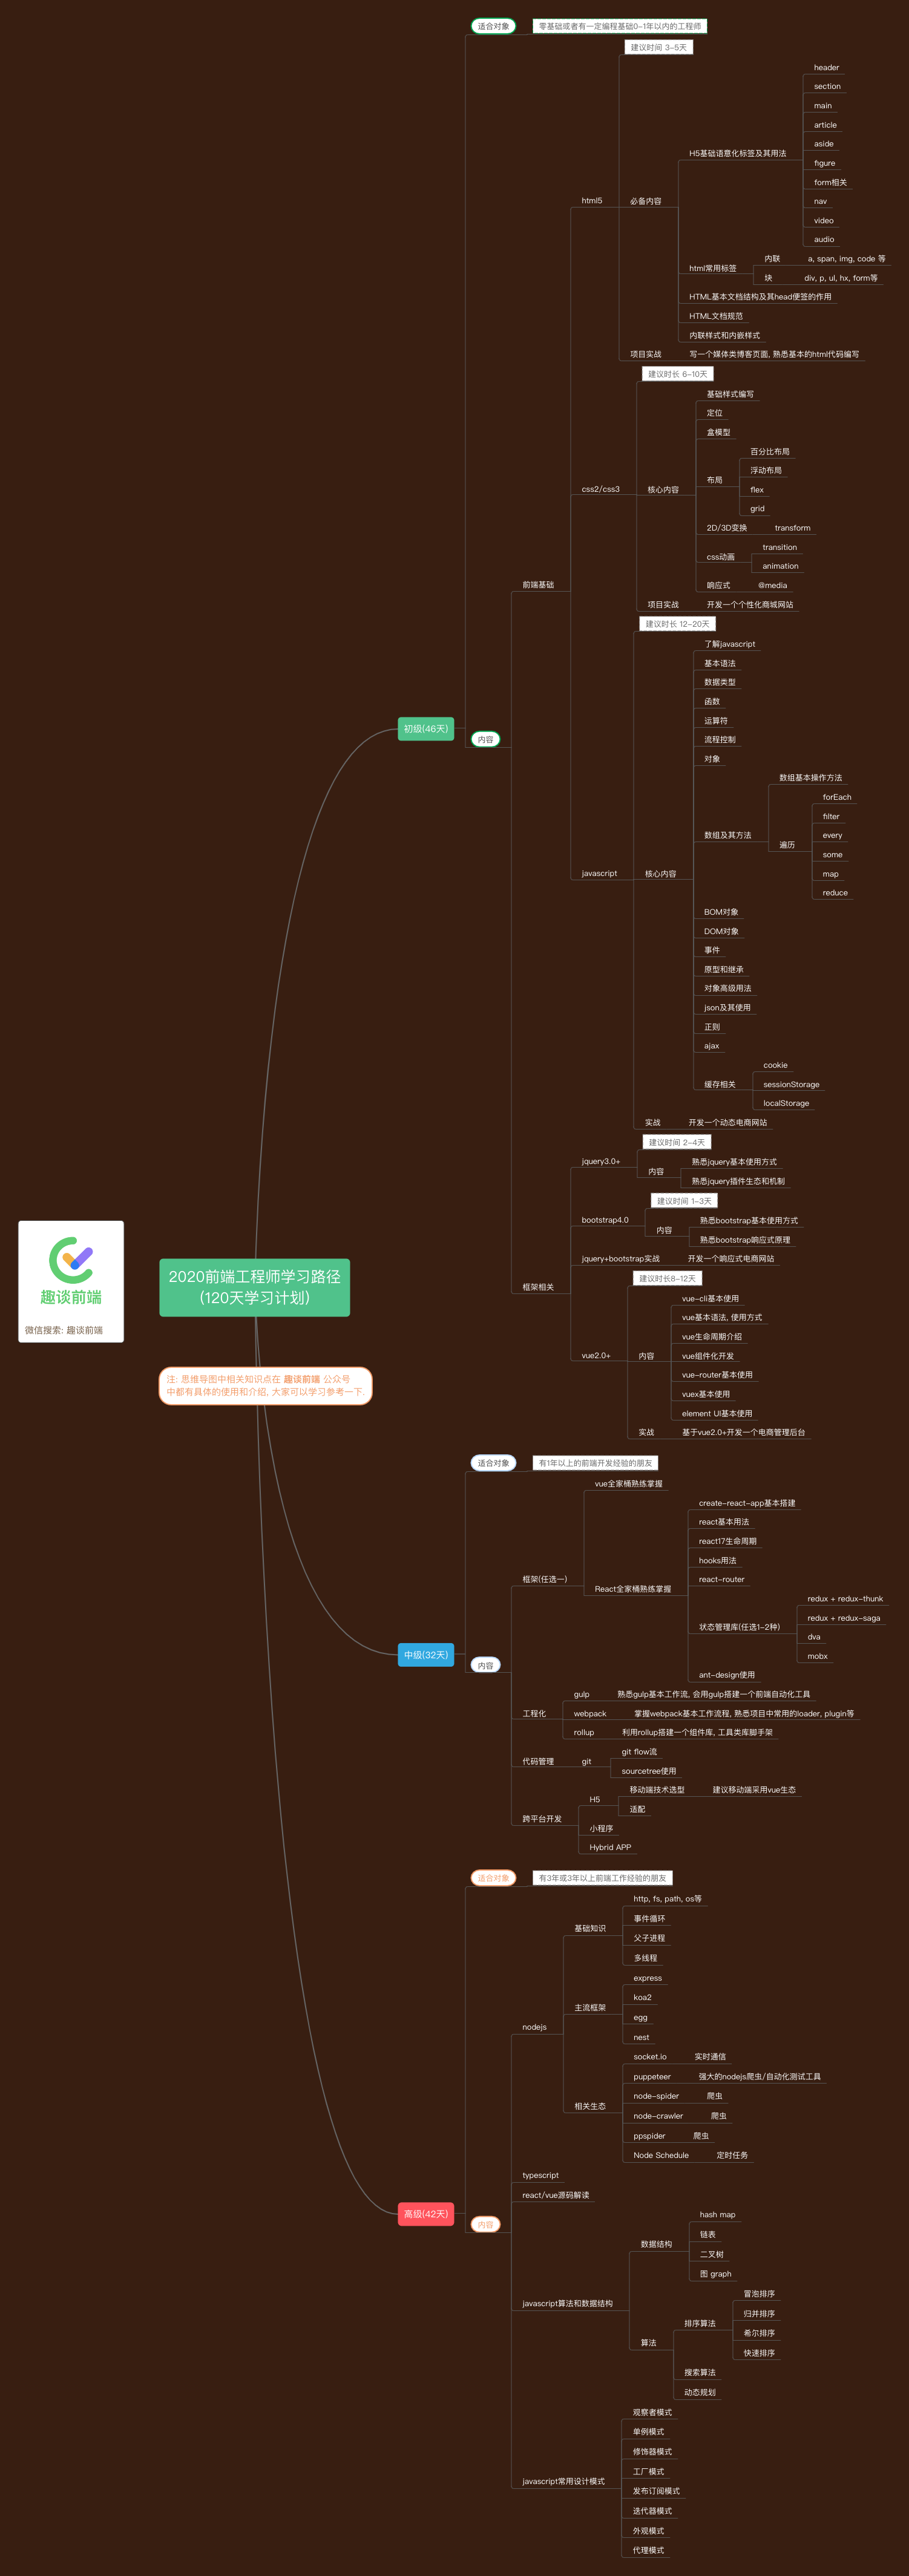 趣谈前端
微信搜索: 趣谈前端
2020前端工程师学习路径
(120天学习计划)
注: 思维导图中相关知识点在 趣谈前端 公众号
中都有具体的使用和介绍, 大家可以学习参考一下.
初级(46天)
适合对象
零基础或者有一定编程基础0-1年以内的工程师
内容
前端基础
html5
建议时间 3-5天
必备内容
H5基础语意化标签及其用法
header
section
main
article
aside
figure
form相关
nav
video
audio
html常用标签
内联
a, span, img, code 等
块
div, p, ul, hx, form等
HTML基本文档结构及其head便签的作用
HTML文档规范
内联样式和内嵌样式
项目实战
写一个媒体类博客页面, 熟悉基本的html代码编写
css2/css3
建议时长 6-10天
核心内容
基础样式编写
定位
盒模型
布局
百分比布局
浮动布局
flex
grid
2D/3D变换
transform
css动画
transition
animation
响应式
@media
项目实战
开发一个个性化商城网站
javascript
建议时长 12-20天
核心内容
了解javascript
基本语法
数据类型
函数
运算符
流程控制
对象
数组及其方法
数组基本操作方法
遍历
forEach
filter
every
some
map
reduce
BOM对象
DOM对象
事件
原型和继承
对象高级用法
json及其使用
正则
ajax
缓存相关
cookie
sessionStorage
localStorage
实战
开发一个动态电商网站
框架相关
jquery3.0+
建议时间 2-4天
内容
熟悉jquery基本使用方式
熟悉jquery插件生态和机制
bootstrap4.0
建议时间 1-3天
内容
熟悉bootstrap基本使用方式
熟悉bootstrap响应式原理
jquery+bootstrap实战
开发一个响应式电商网站
vue2.0+
建议时长8-12天
内容
vue-cli基本使用
vue基本语法, 使用方式
vue生命周期介绍
vue组件化开发
vue-router基本使用
vuex基本使用
element UI基本使用
实战
基于vue2.0+开发一个电商管理后台
中级(32天)
适合对象
有1年以上的前端开发经验的朋友
内容
框架(任选一)
vue全家桶熟练掌握
React全家桶熟练掌握
create-react-app基本搭建
react基本用法
react17生命周期
hooks用法
react-router
状态管理库(任选1-2种)
redux + redux-thunk
redux + redux-saga
dva
mobx
ant-design使用
工程化
gulp
熟悉gulp基本工作流, 会用gulp搭建一个前端自动化工具
webpack
掌握webpack基本工作流程, 熟悉项目中常用的loader, plugin等
rollup
利用rollup搭建一个组件库, 工具类库脚手架
代码管理
git
git flow流
sourcetree使用
跨平台开发
H5
移动端技术选型
建议移动端采用vue生态
适配
小程序
Hybrid APP
高级(42天)
适合对象
有3年或3年以上前端工作经验的朋友
内容
nodejs
基础知识
http, fs, path, os等
事件循环
父子进程
多线程
主流框架
express
koa2
egg
nest
相关生态
socket.io
实时通信
puppeteer
强大的nodejs爬虫/自动化测试工具
node-spider
爬虫
node-crawler
爬虫
ppspider
爬虫
Node Schedule
定时任务
typescript
react/vue源码解读
javascript算法和数据结构
数据结构
hash map
链表
二叉树
图 graph
算法
排序算法
冒泡排序
归并排序
希尔排序
快速排序
搜索算法
动态规划
javascript常用设计模式
观察者模式
单例模式
修饰器模式
工厂模式
发布订阅模式
迭代器模式
外观模式
代理模式